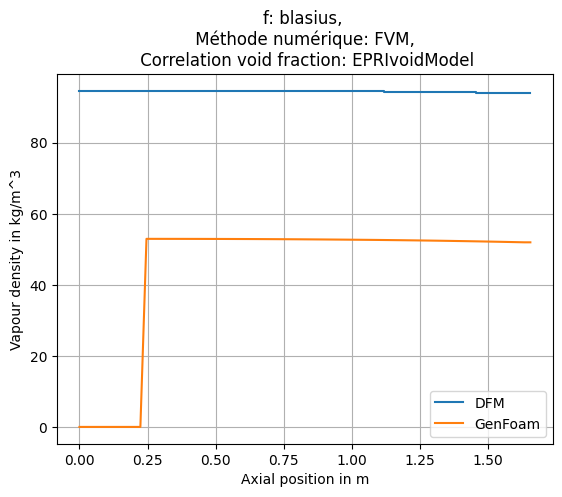 f: blasius,
Méthode numérique: FVM,
Correlation void fraction: EPRIvoidModel
Vapour density in kg/m^3
80
60
40
20
0
0.00 0.25 0.50 0.75 1.00 1.25 1.50
Axial position in m
DFM
GenFoam